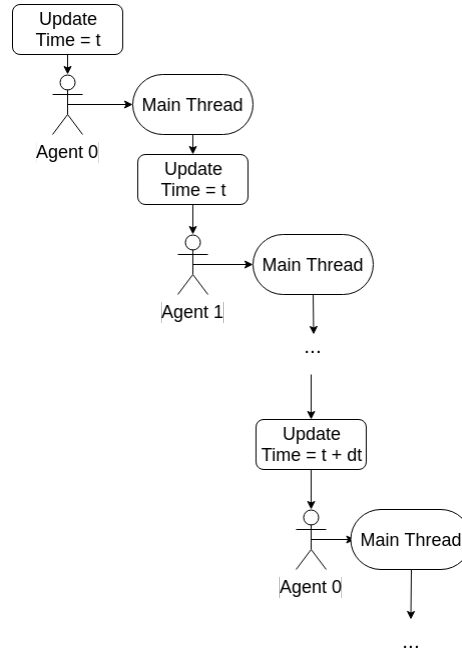 Update
Time = t
Main Thread
Agent 0
Update
Time = t
Main Thread
Agent 1
...
Update
Time = t + dt
Main Thread
Agent 0
...